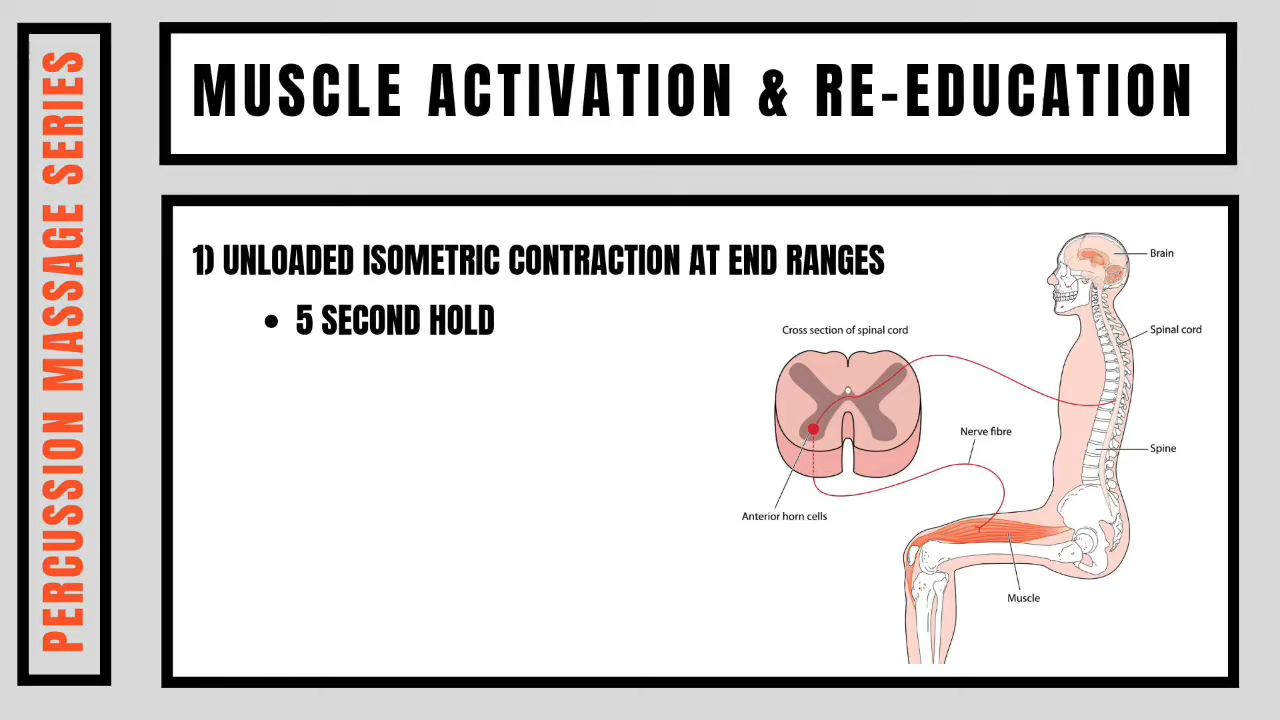 PERCUSSION MASSAGE SERIES
MUSCLE ACTIVATION & RE-EDUCATION
1) UNLOADED ISOMETRIC CONTRACTION AT END RANGES
• 5 SECOND HOLD
Brain
Cross section of spinal cord
Spinal cord
Nerve fibre
Spine
Anterior horn cells
Muscle